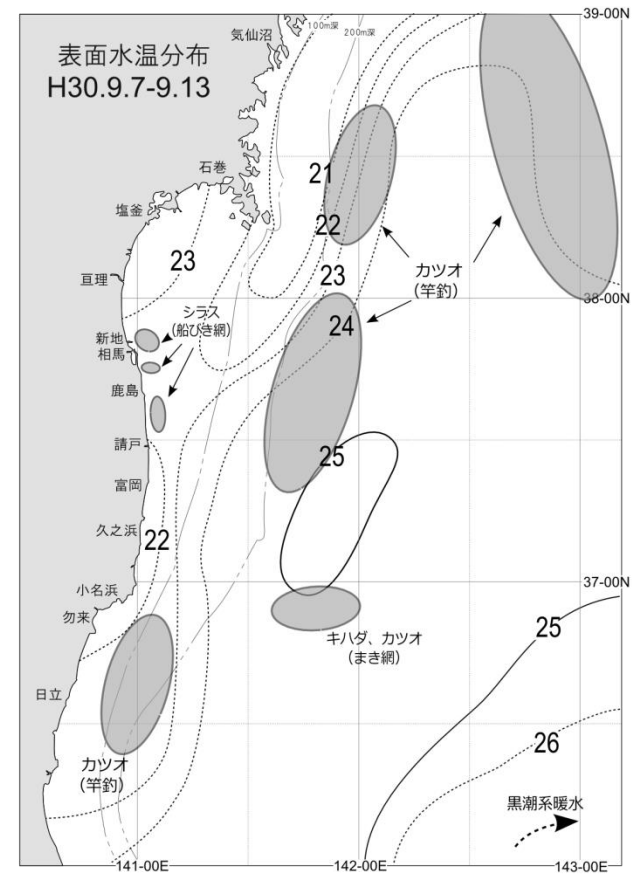 39-00N
100m深
200m深
気仙沼
表面水温分布
H30.9.7-9.13
石巻
21
塩釜
22
23
23
カツオ
(竿釣)
亘理
シラス
(船びき網)
38-00N
24
新地
相馬
鹿島
請戸
25
富岡
久之浜
22
37-00N
小名浜
勿来
キハダ、カツオ
(まき網)
25
日立
26
カツオ
(竿釣)
黒潮系暖水
141-00E
142-00E
143-00E